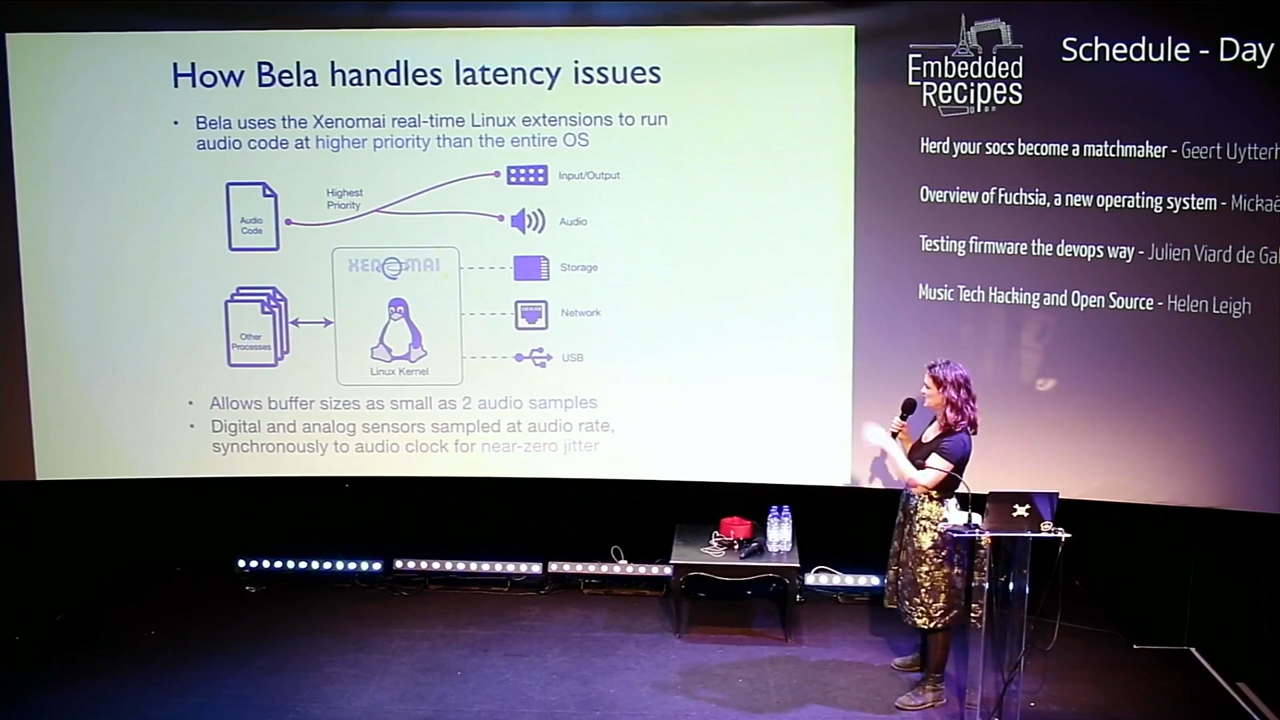 How Bela handles latency issues
• Bela uses the Xenomai real-time Linux extensions to run
audio code at higher priority than the entire OS
Audio
Code
Highest
Priority
Input/Output
Audio
XENOMAI
Storage
Other
Processes
Network
USB
Linux Kernel
• Allows buffer sizes as small as 2 audio samples
• Digital and analog sensors sampled at audio rate,
synchronously to audio clock for near-zero jitter
Embedded
Recipes
Schedule - Day
Herd your socs become a matchmaker - Geert Uytterh
Overview of Fuchsia, a new operating system - Mickaë
Testing firmware the devops way - Julien Viard de Ga
Music Tech Hacking and Open Source - Helen Leigh